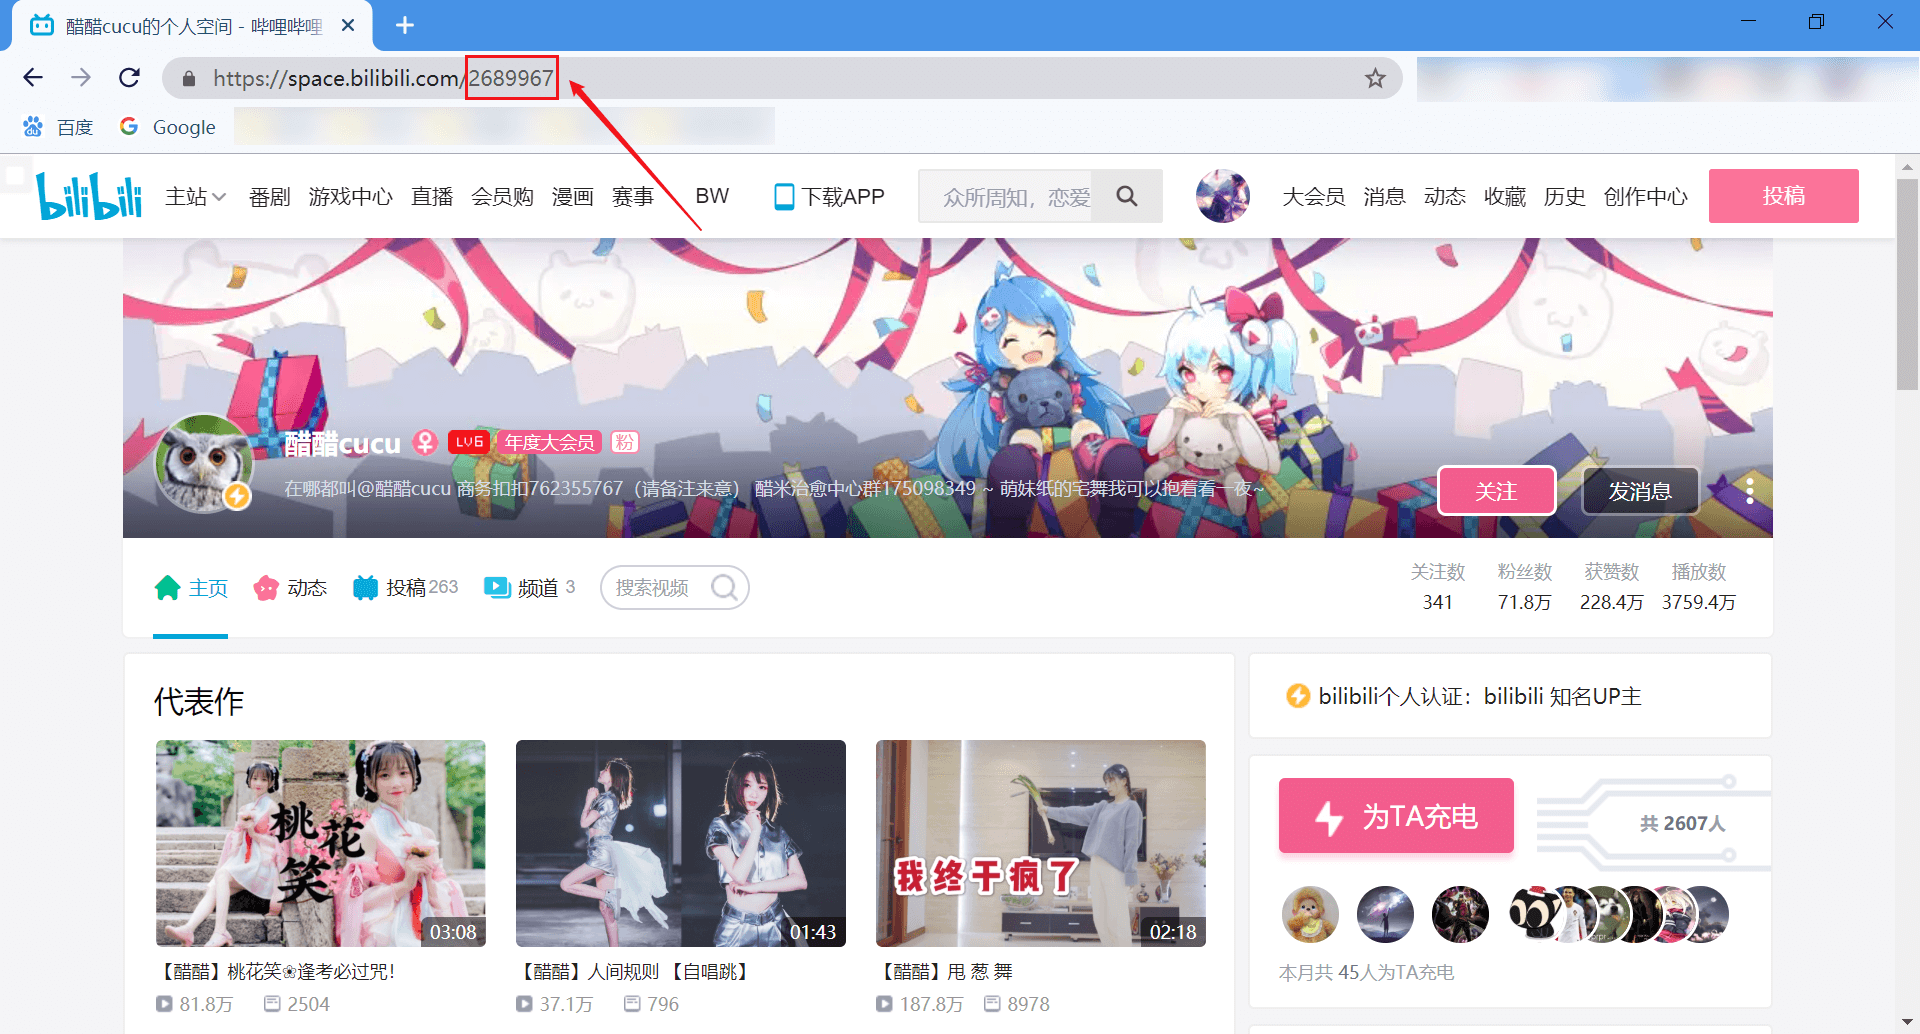 醋醋cucu的个人空间 - 哔哩哔哩
https://space.bilibili.com/2689967
百度 Google
bilibili 主站 番剧 游戏中心 直播 会员购 漫画 赛事 BW 下载APP 众所周知，恋爱 大会员 消息 动态 收藏 历史 创作中心 投稿
醋醋cucu LV6 年度大会员 粉
在哪都叫@醋醋cucu 商务扣扣762355767（请备注来意） 醋米治愈中心群175098349 ~ 萌妹纸的宅舞我可以抱着看一夜~
关注 发消息
主页 动态 投稿 263 频道 3 搜索视频
关注数 粉丝数 获赞数 播放数
341 71.8万 228.4万 3759.4万
代表作
bilibili个人认证：bilibili 知名UP主
为TA充电
共 2607人
桃花笑
我终于疯了
03:08 01:43 02:18
【醋醋】桃花笑❀逢考必过咒！
【醋醋】人间规则 【自唱跳】
【醋醋】甩 葱 舞
本月共 45人为TA充电
81.8万 2504
37.1万 796
187.8万 8978